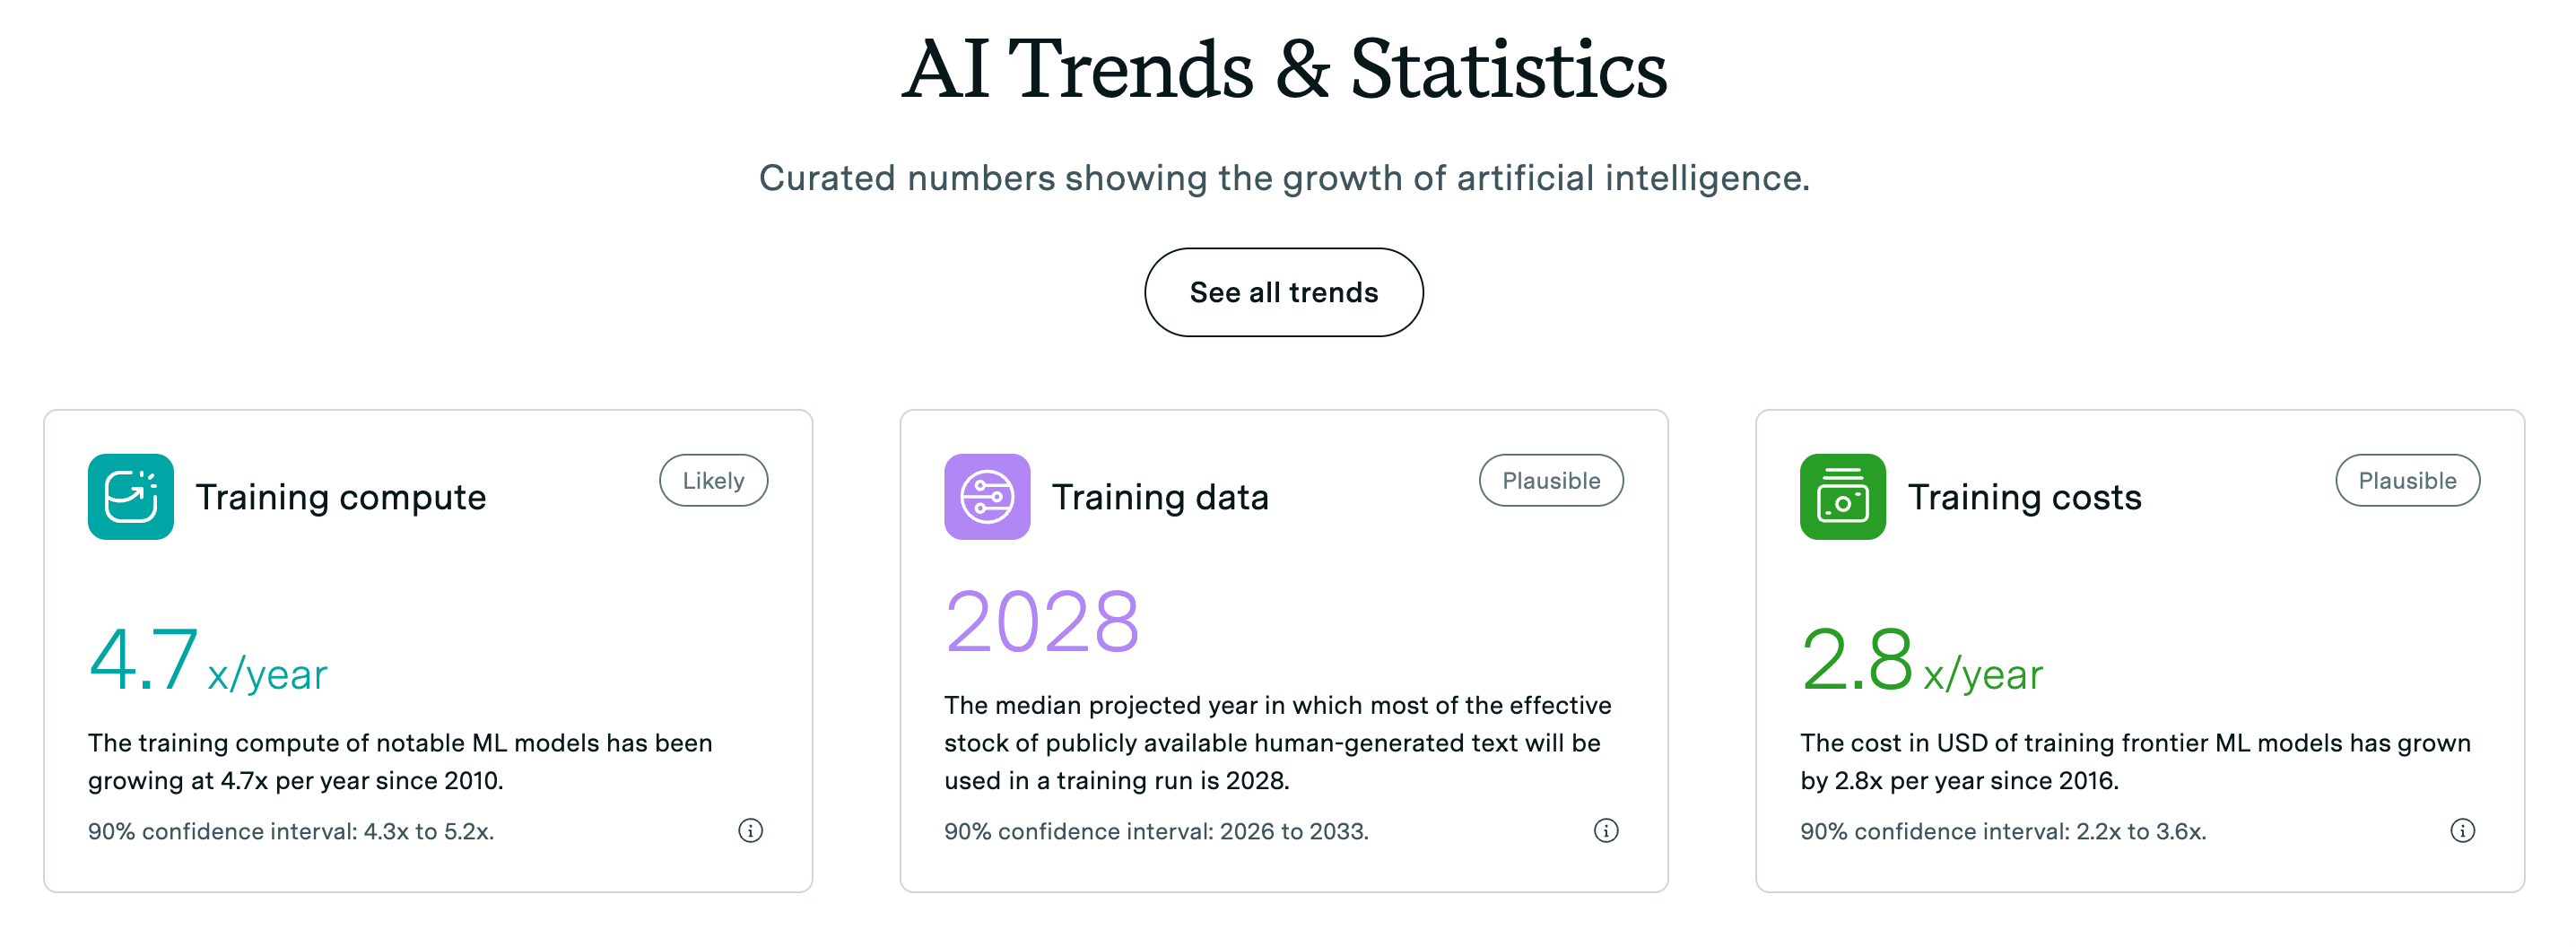 AI Trends & Statistics
Curated numbers showing the growth of artificial intelligence.
See all trends
Training compute
Likely
4.7 x/year
The training compute of notable ML models has been
growing at 4.7x per year since 2010.
90% confidence interval: 4.3x to 5.2x.
Training data
Plausible
2028
The median projected year in which most of the effective
stock of publicly available human-generated text will be
used in a training run is 2028.
90% confidence interval: 2026 to 2033.
Training costs
Plausible
2.8 x/year
The cost in USD of training frontier ML models has grown
by 2.8x per year since 2016.
90% confidence interval: 2.2x to 3.6x.